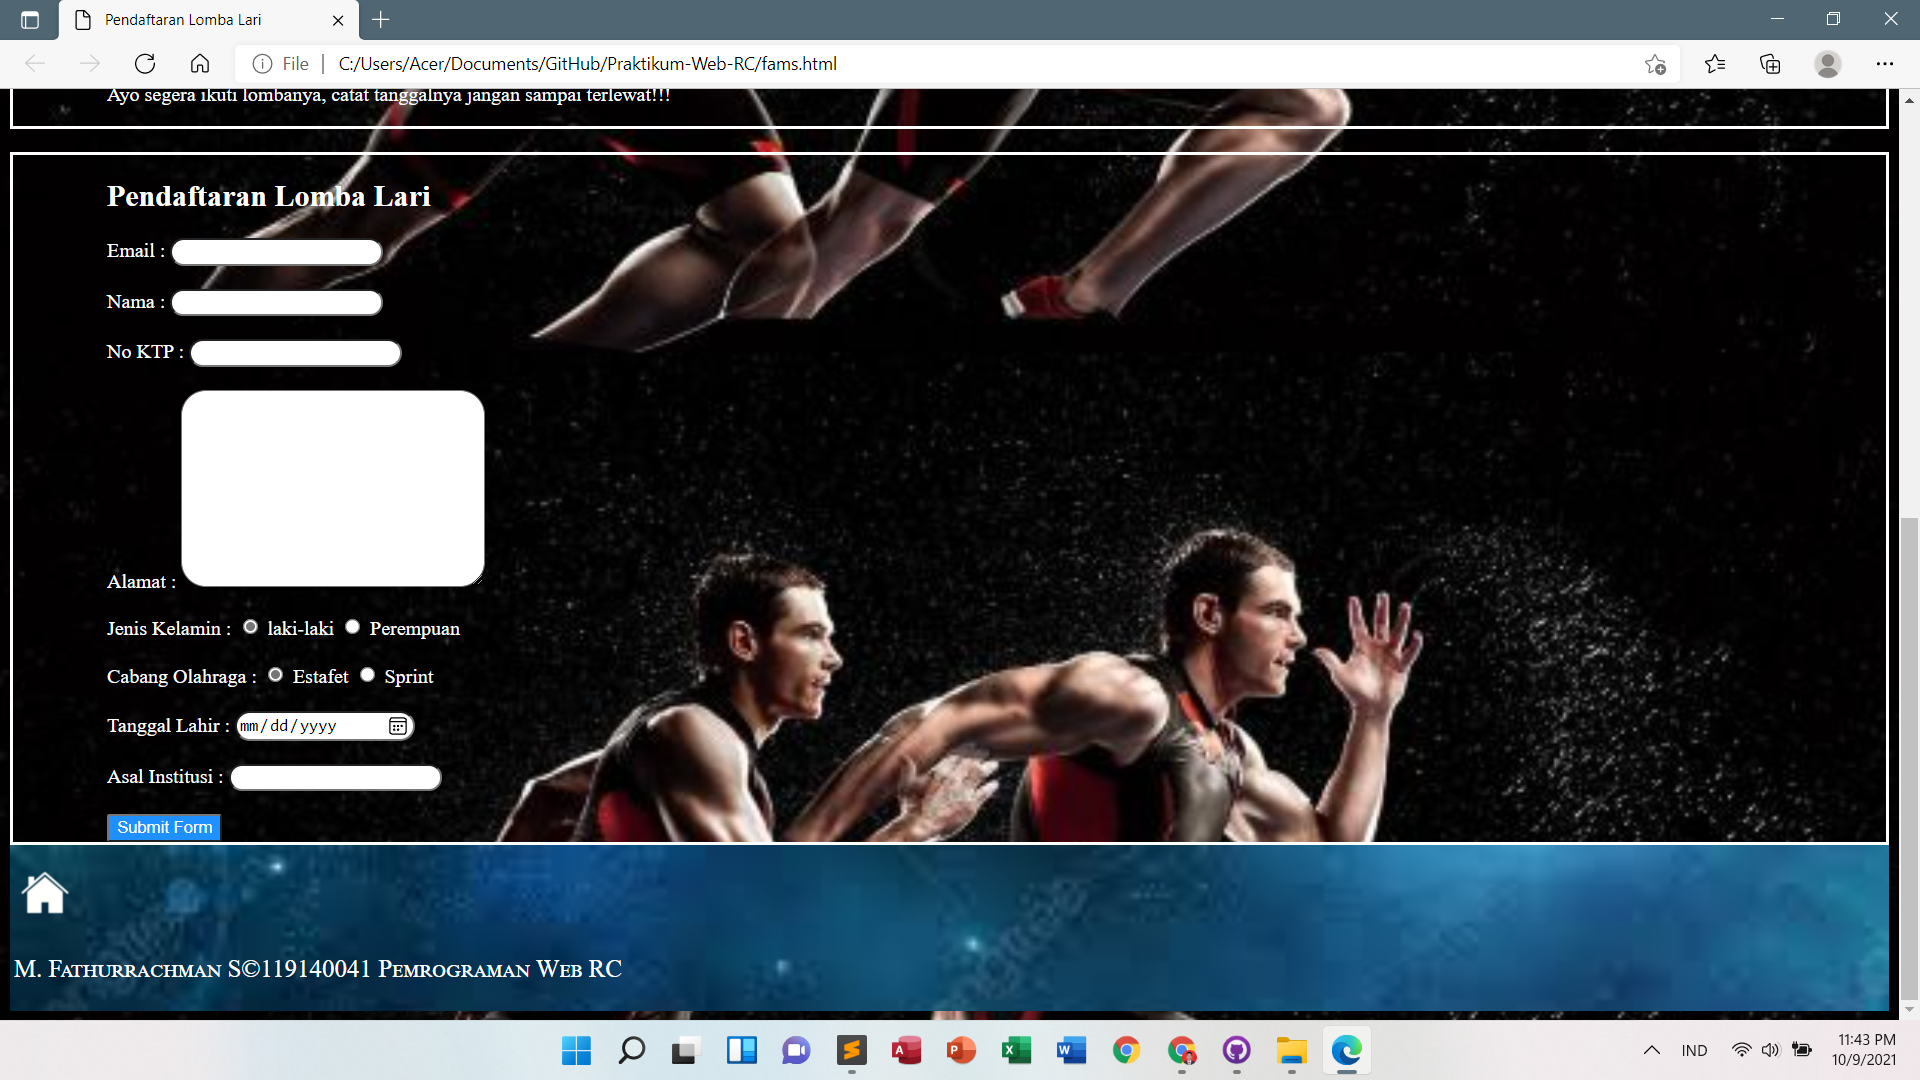 Pendaftaran Lomba Lari
File | C:/Users/Acer/Documents/GitHub/Praktikum-Web-RC/fams.html
Ayo segera ikuti lombanya, catat tanggalnya jangan sampai terlewat!!!
Pendaftaran Lomba Lari
Email :
Nama :
No KTP :
Alamat :
Jenis Kelamin : laki-laki Perempuan
Cabang Olahraga : Estafet Sprint
Tanggal Lahir : mm/dd/yyyy
Asal Institusi :
Submit Form
M. Fathurrachman S©119140041 Pemrograman Web RC
IND
11:43 PM
10/9/2021